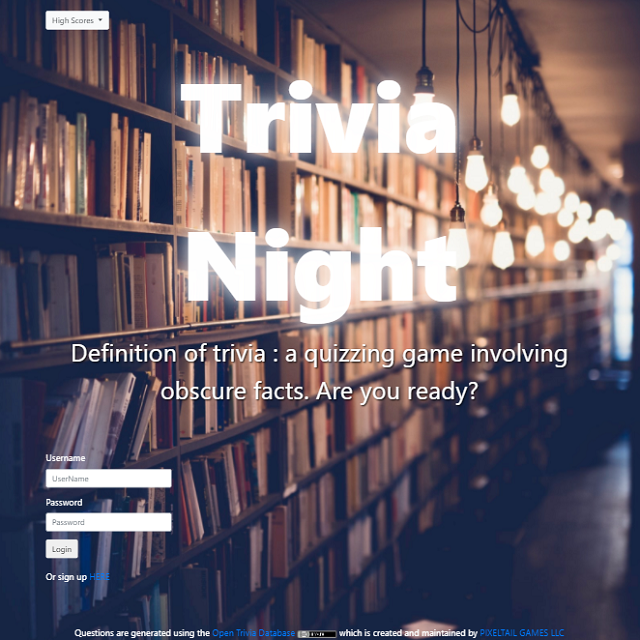 High Scores
Trivia
Night
Definition of trivia : a quizzing game involving
obscure facts. Are you ready?
Username
UserName
Password
Password
Login
Or sign up HERE
Questions are generated using the Open Trivia Database which is created and maintained by PIXELTAIL GAMES LLC